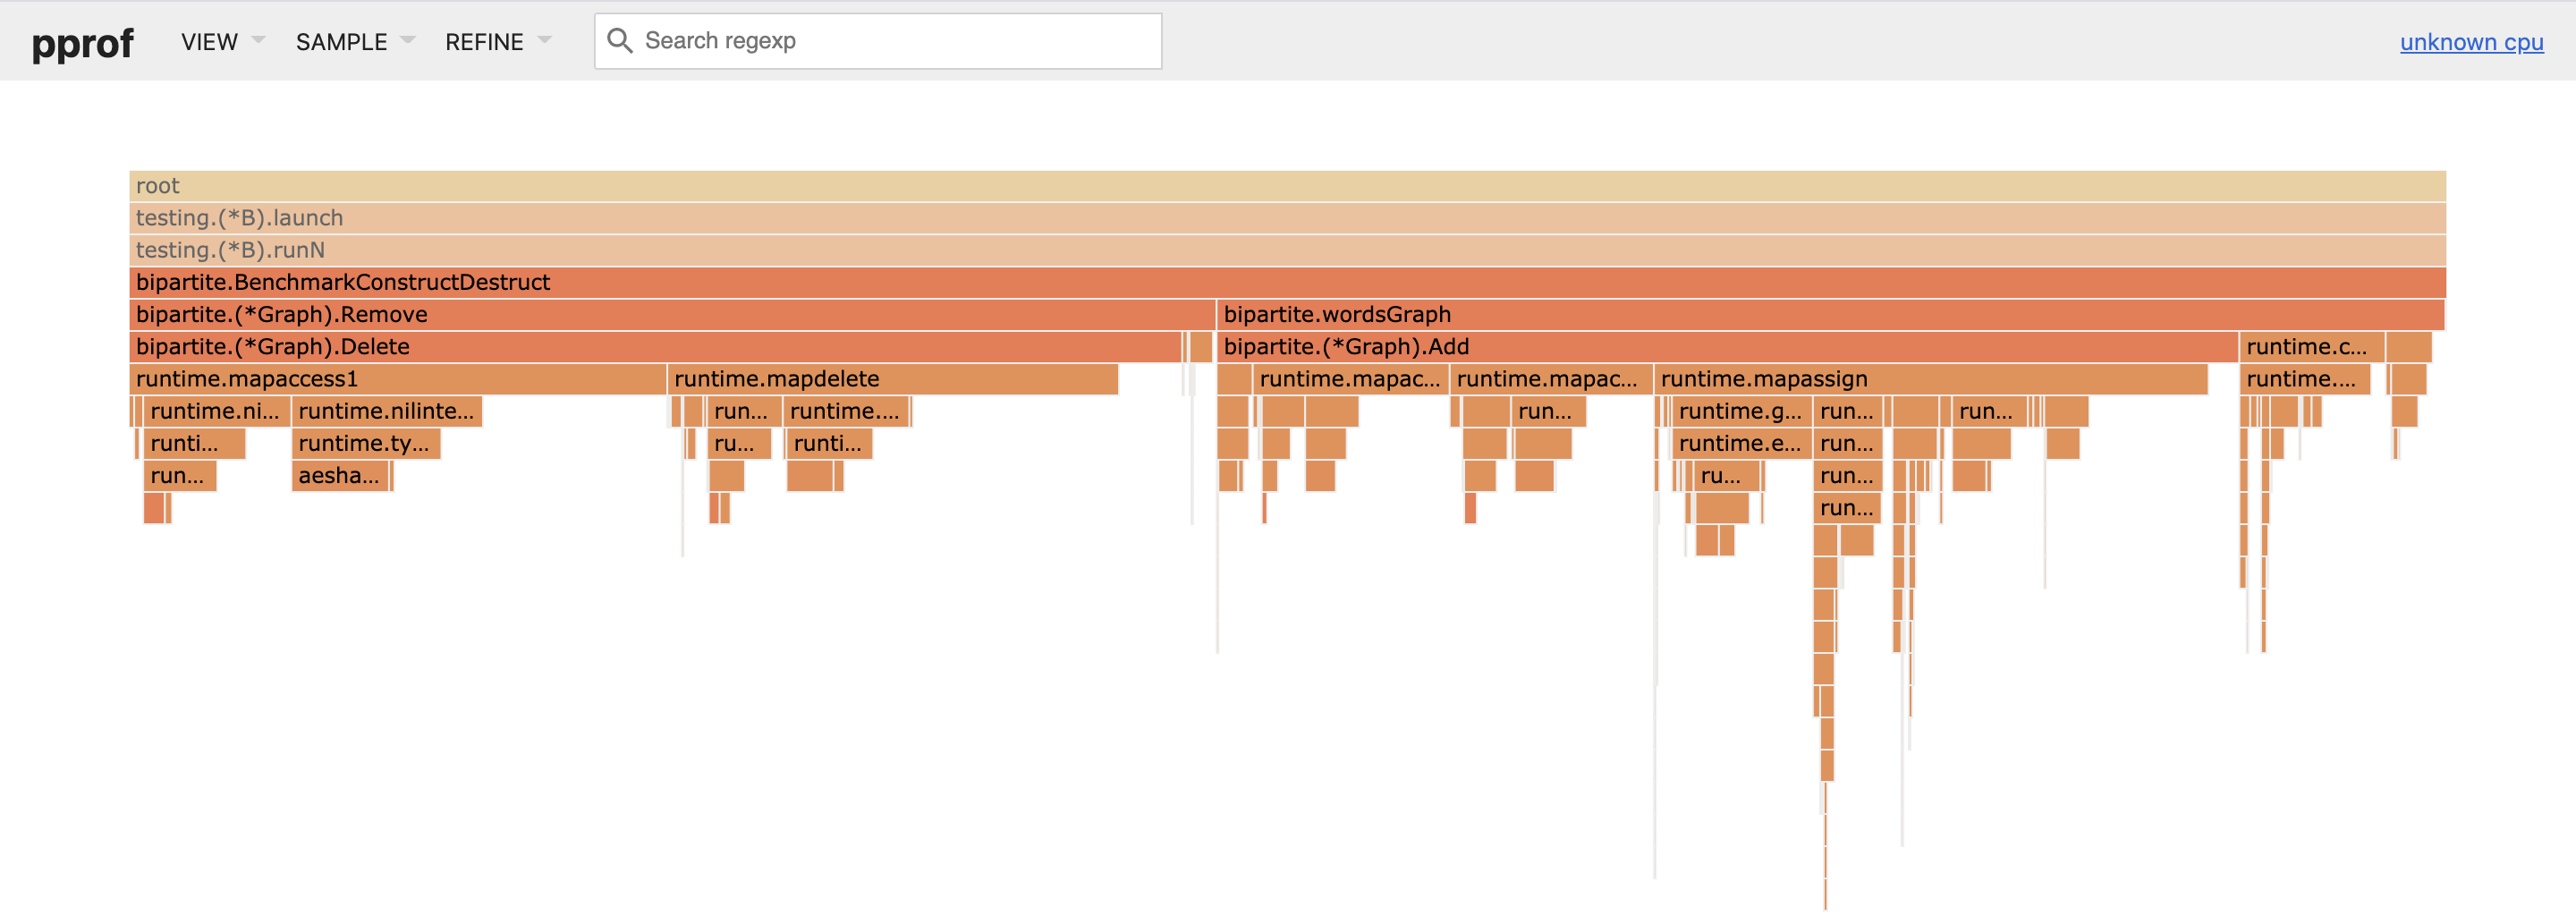 pprof VIEW SAMPLE REFINE Search regexp unknown cpu
root
testing.(*B).launch
testing.(*B).runN
bipartite.BenchmarkConstructDestruct
bipartite.(*Graph).Remove bipartite.wordsGraph
bipartite.(*Graph).Delete bipartite.(*Graph).Add runtime.c...
runtime.mapaccess1 runtime.mapdelete runtime.mapac... runtime.mapac... runtime.mapassign runtime....
runtime.ni... runtime.nilinte... run... runtime.... run... runtime.g... run... run...
runti... runtime.ty... ru... runti... runtime.e... run...
run... aesha... ru... run...
run...